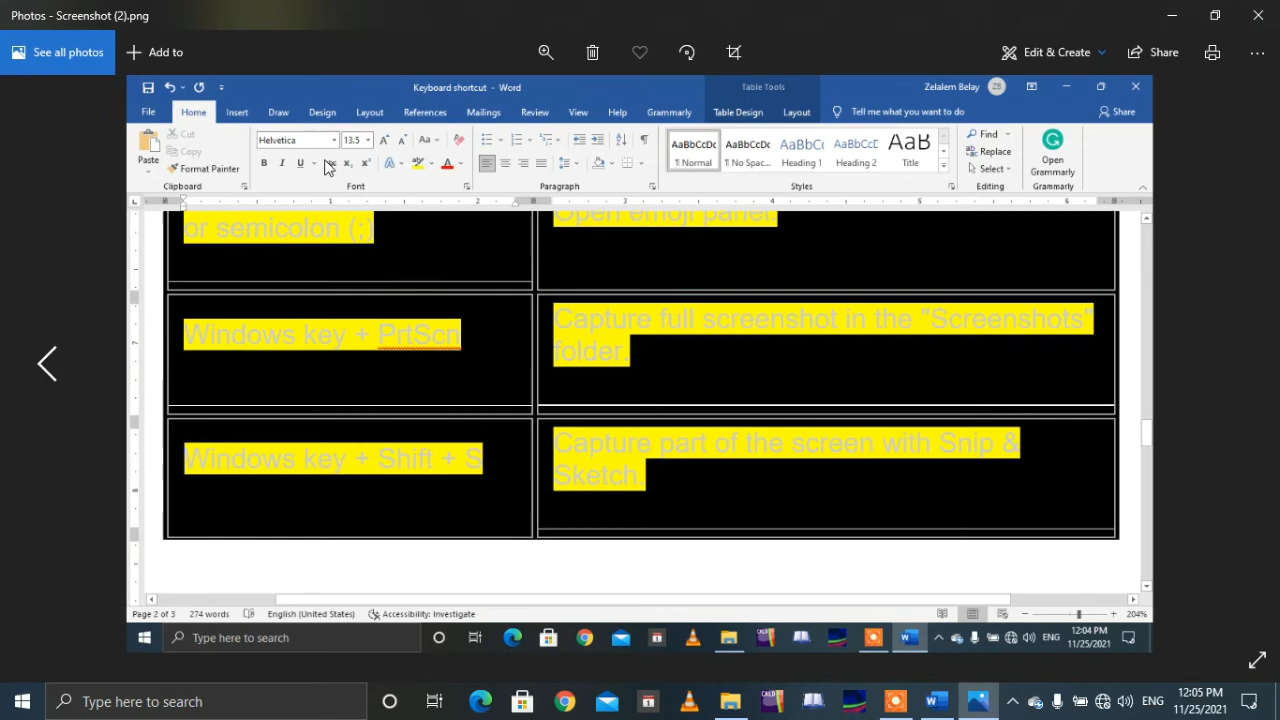 Photos - Screenshot (2).png
See all photos
Add to
Edit & Create
Share
Keyboard shortcut - Word
Table Tools
Zelalem Belay
ZB
File Home Insert Draw Design Layout References Mailings Review View Help Grammarly Table Design Layout Tell me what you want to do Share
Paste
Cut
Copy
Format Painter
Clipboard
Helvetica 13.5
Font
Paragraph
AaBbCcDc AaBbCcDc AaBbCc AaBbCcD AaB
¶ Normal ¶ No Spac... Heading 1 Heading 2 Title
Styles
Find
Replace
Select
Editing
Open
Grammarly
Grammarly
or semicolon (;)
Open emoji panel.
Windows key + PrtScn
Capture full screenshot in the "Screenshots"
folder.
Windows key + Shift + S
Capture part of the screen with Snip &
Sketch.
Page 2 of 3 274 words English (United States) Accessibility: Investigate 204%
Type here to search
ENG
12:04 PM
11/25/2021
Type here to search
ENG
12:05 PM
11/25/2021